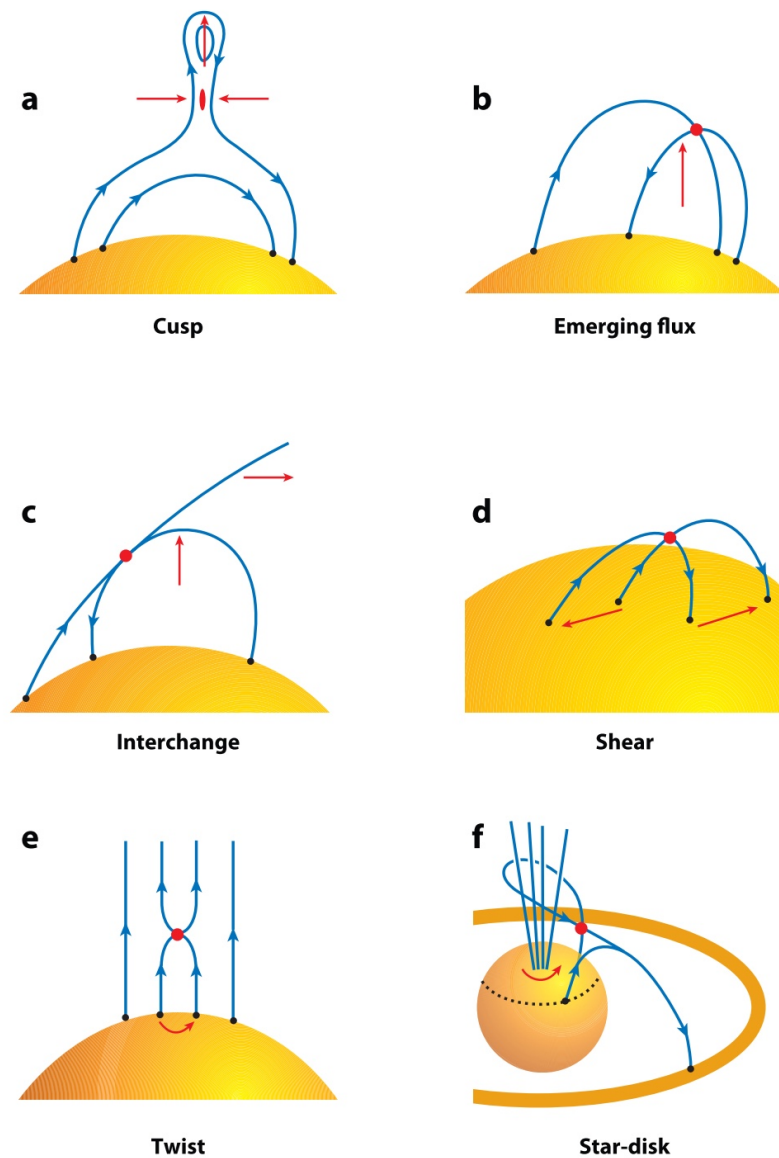 a
b
Cusp
Emerging flux
c
d
Interchange
Shear
e
f
Twist
Star-disk